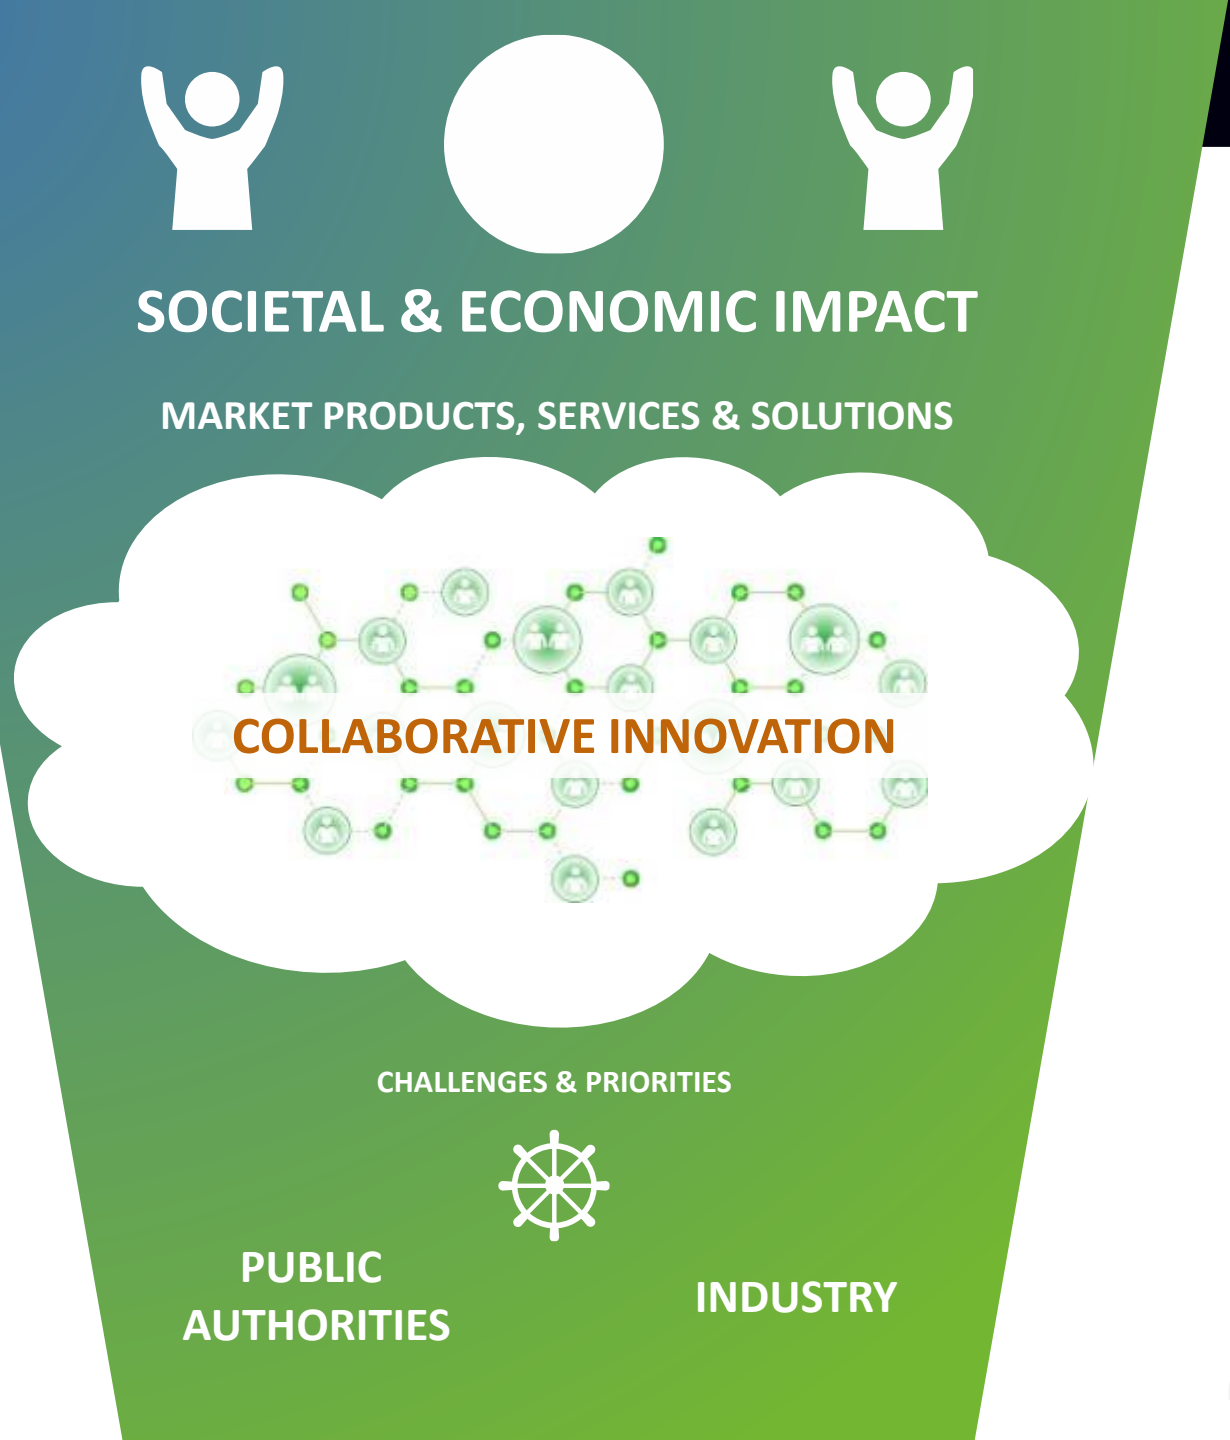 SOCIETAL & ECONOMIC IMPACT
MARKET PRODUCTS, SERVICES & SOLUTIONS
COLLABORATIVE INNOVATION
CHALLENGES & PRIORITIES
PUBLIC
AUTHORITIES
INDUSTRY